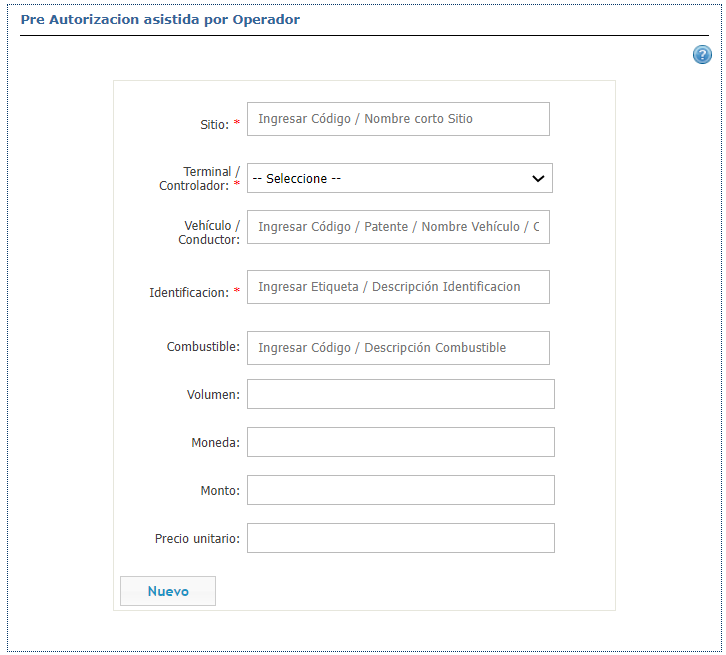 Pre Autorizacion asistida por Operador
?
Sitio: * Ingresar Código / Nombre corto Sitio
Terminal /
Controlador: * -- Seleccione --
Vehículo /
Conductor: Ingresar Código / Patente / Nombre Vehículo / C
Identificacion: * Ingresar Etiqueta / Descripción Identificacion
Combustible: Ingresar Código / Descripción Combustible
Volumen:
Moneda:
Monto:
Precio unitario:
Nuevo